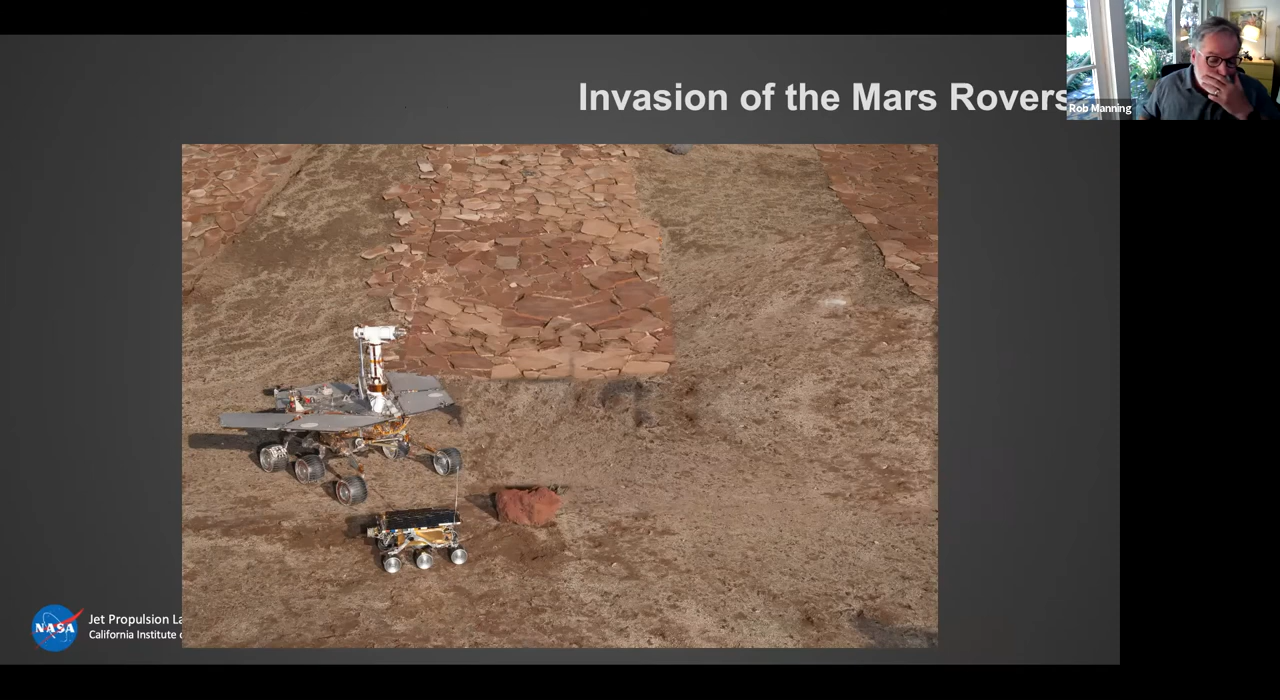 Invasion of the Mars Rovers
Rob Manning
NASA
Jet Propulsion La
California Institute